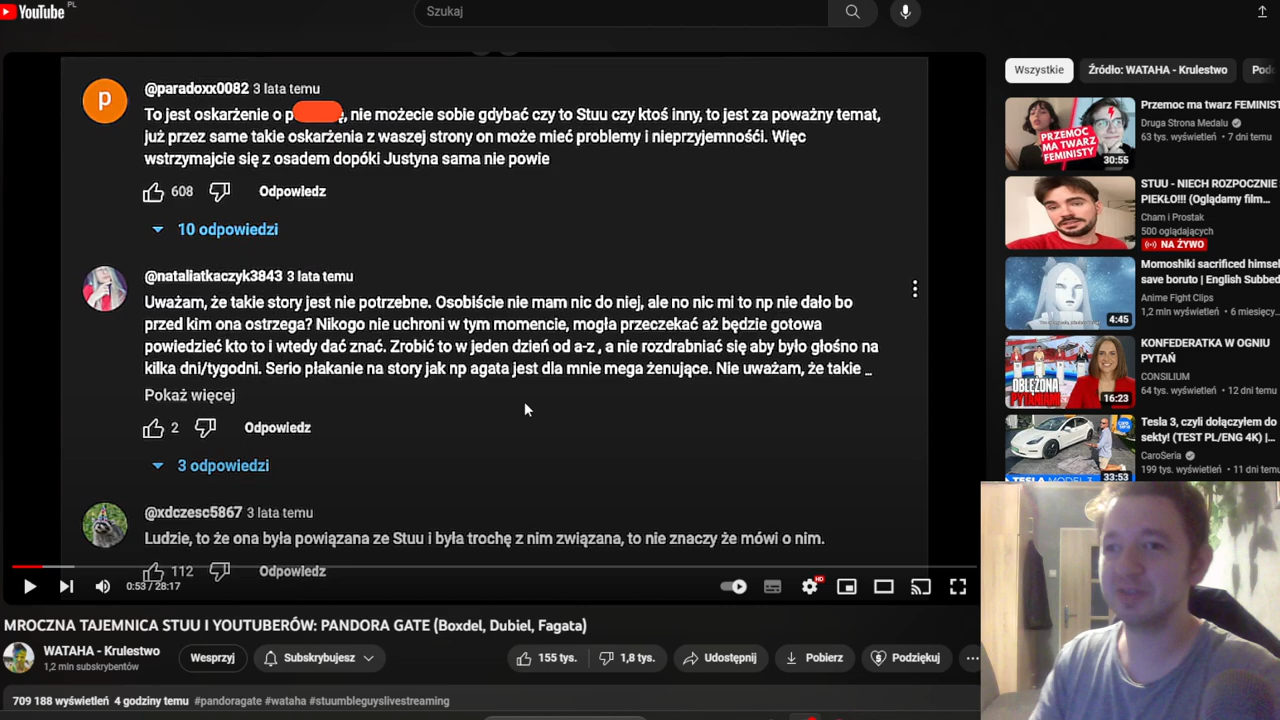 YouTube PL
Szukaj
@paradoxx0082 3 lata temu
To jest oskarżenie o p , nie możecie sobie gdybać czy to Stuu czy ktoś inny, to jest za poważny temat,
już przez same takie oskarżenia z waszej strony on może mieć problemy i nieprzyjemnośći. Więc
wstrzymajcie się z osadem dopóki Justyna sama nie powie
608 Odpowiedz
10 odpowiedzi
@nataliatkaczyk3843 3 lata temu
Uważam, że takie story jest nie potrzebne. Osobiście nie mam nic do niej, ale no nic mi to np nie dało bo
przed kim ona ostrzega? Nikogo nie uchroni w tym momencie, mogła przeczekać aż będzie gotowa
powiedzieć kto to i wtedy dać znać. Zrobić to w jeden dzień od a-z , a nie rozdrabniać się aby było głośno na
kilka dni/tygodni. Serio płakanie na story jak np agata jest dla mnie mega żenujące. Nie uważam, że takie ...
Pokaż więcej
2 Odpowiedz
3 odpowiedzi
@xdczesc5867 3 lata temu
Ludzie, to że ona była powiązana ze Stuu i była trochę z nim związana, to nie znaczy że mówi o nim.
112 Odpowiedz
0:53 / 28:17
HD
MROCZNA TAJEMNICA STUU I YOUTUBERÓW: PANDORA GATE (Boxdel, Dubiel, Fagata)
WATAHA - Krulestwo
1,2 mln subskrybentów
Wesprzyj
Subskrybujesz
155 tys.
1,8 tys.
Udostępnij
Pobierz
Podziękuj
709 188 wyświetleń 4 godziny temu #pandoragate #wataha #stuumbleguyslivestreaming
Wszystkie
Źródło: WATAHA - Krulestwo
PRZEMOC
MA TWARZ
FEMINISTY
30:55
Przemoc ma twarz FEMINIST
Druga Strona Medalu
63 tys. wyświetleń • 7 dni temu
STUU - NIECH ROZPOCZNIE
PIEKŁO!!! (Oglądamy film...
Cham i Prostak
500 oglądających
NA ŻYWO
4:45
Momoshiki sacrificed himse
save boruto | English Subbed
Anime Fight Clips
1,2 mln wyświetleń • 6 miesięcy
OBLĘŻONA
PYTANIAMI
16:23
KONFEDERATKA W OGNIU
PYTAŃ
CONSILIUM
64 tys. wyświetleń • 12 dni temu
TESLA MODEL 3
33:53
Tesla 3, czyli dołączyłem do
sekty! (TEST PL/ENG 4K) |...
CaroSeria
199 tys. wyświetleń • 11 dni temu